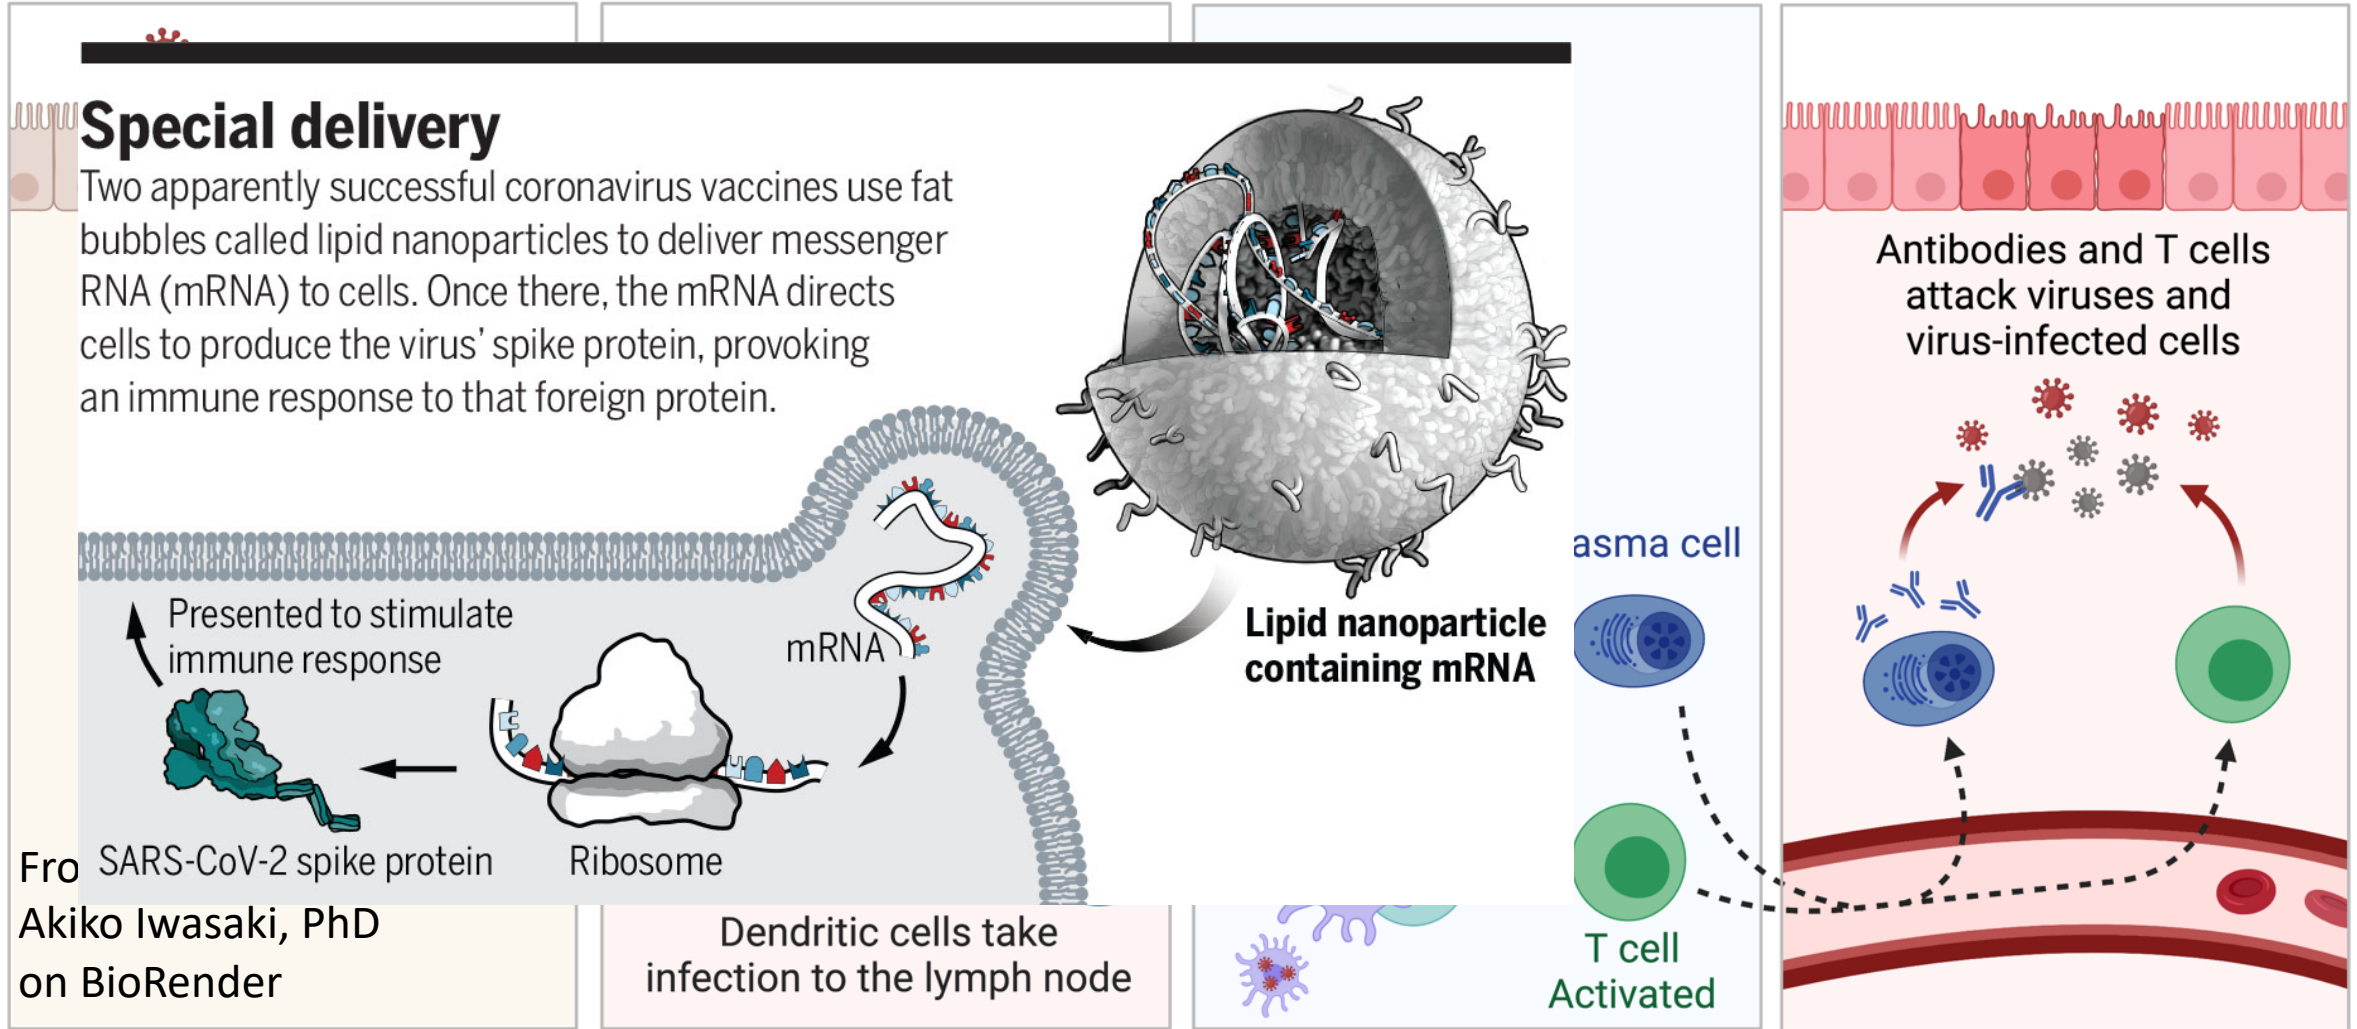 Special delivery
Two apparently successful coronavirus vaccines use fat
bubbles called lipid nanoparticles to deliver messenger
RNA (mRNA) to cells. Once there, the mRNA directs
cells to produce the virus’ spike protein, provoking
an immune response to that foreign protein.
Presented to stimulate
immune response
mRNA
Lipid nanoparticle
containing mRNA
SARS-CoV-2 spike protein
Ribosome
Fro
Akiko Iwasaki, PhD
on BioRender
Dendritic cells take
infection to the lymph node
asma cell
T cell
Activated
Antibodies and T cells
attack viruses and
virus-infected cells